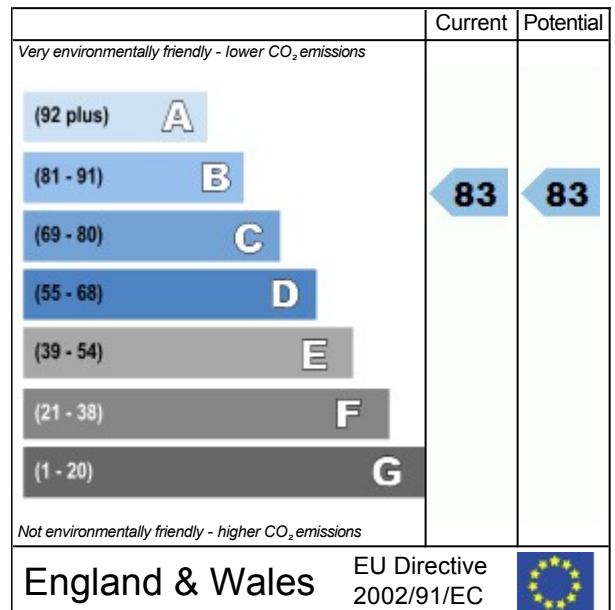 Current Potential
Very environmentally friendly - lower CO₂ emissions
(92 plus) A
(81 - 91) B
83 83
(69 - 80) C
(55 - 68) D
(39 - 54) E
(21 - 38) F
(1 - 20) G
Not environmentally friendly - higher CO₂ emissions
England & Wales
EU Directive
2002/91/EC